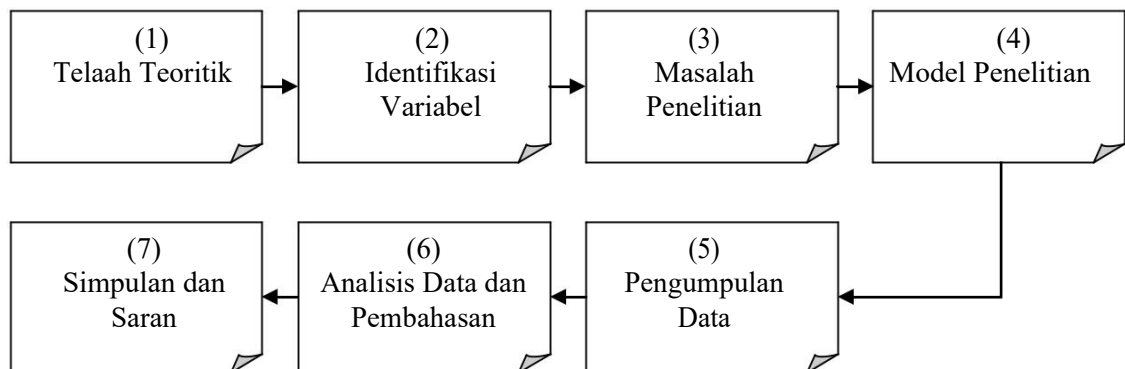 (1)
Telaah Teoritik
(2)
Identifikasi
Variabel
(3)
Masalah
Penelitian
(4)
Model Penelitian
(5)
Pengumpulan
Data
(6)
Analisis Data dan
Pembahasan
(7)
Simpulan dan
Saran